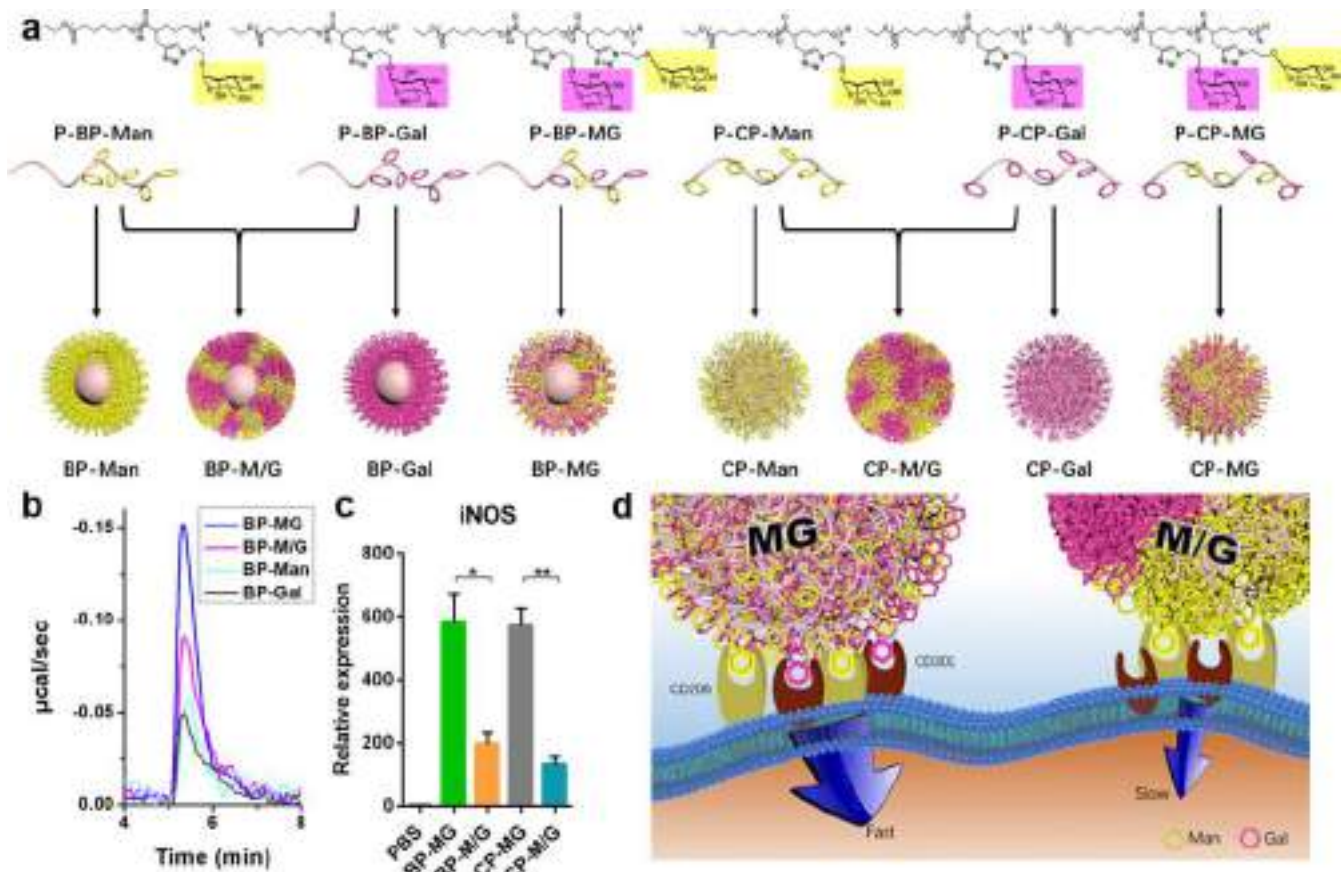 a
P-BP-Man
P-BP-Gal
P-BP-MG
P-CP-Man
P-CP-Gal
P-CP-MG
BP-Man
BP-M/G
BP-Gal
BP-MG
CP-Man
CP-M/G
CP-Gal
CP-MG
b
-0.15
-0.10
-0.05
0.00
µcal/sec
BP-MG
BP-M/G
BP-Man
BP-Gal
4
6
8
Time (min)
c
iNOS
800
600
400
200
0
Relative expression
*
**
PBS
BP-MG
BP-M/G
CP-MG
CP-M/G
d
MG
M/G
Fast
Slow
Man
Gal